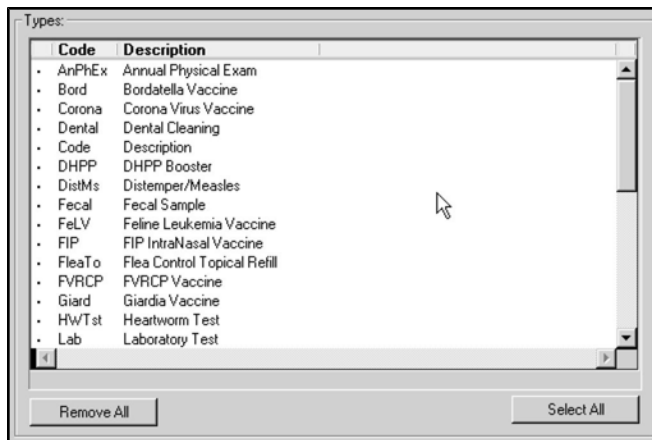 Types:
Code Description
AnPhEx Annual Physical Exam
Bord Bordatella Vaccine
Corona Corona Virus Vaccine
Dental Dental Cleaning
Code Description
DHPP DHPP Booster
DistMs Distemper/Measles
Fecal Fecal Sample
FeLV Feline Leukemia Vaccine
FIP FIP IntraNasal Vaccine
FleaTo Flea Control Topical Refill
FVRCP FVRCP Vaccine
Giard Giardia Vaccine
HWTst Heartworm Test
Lab Laboratory Test
Remove All Select All